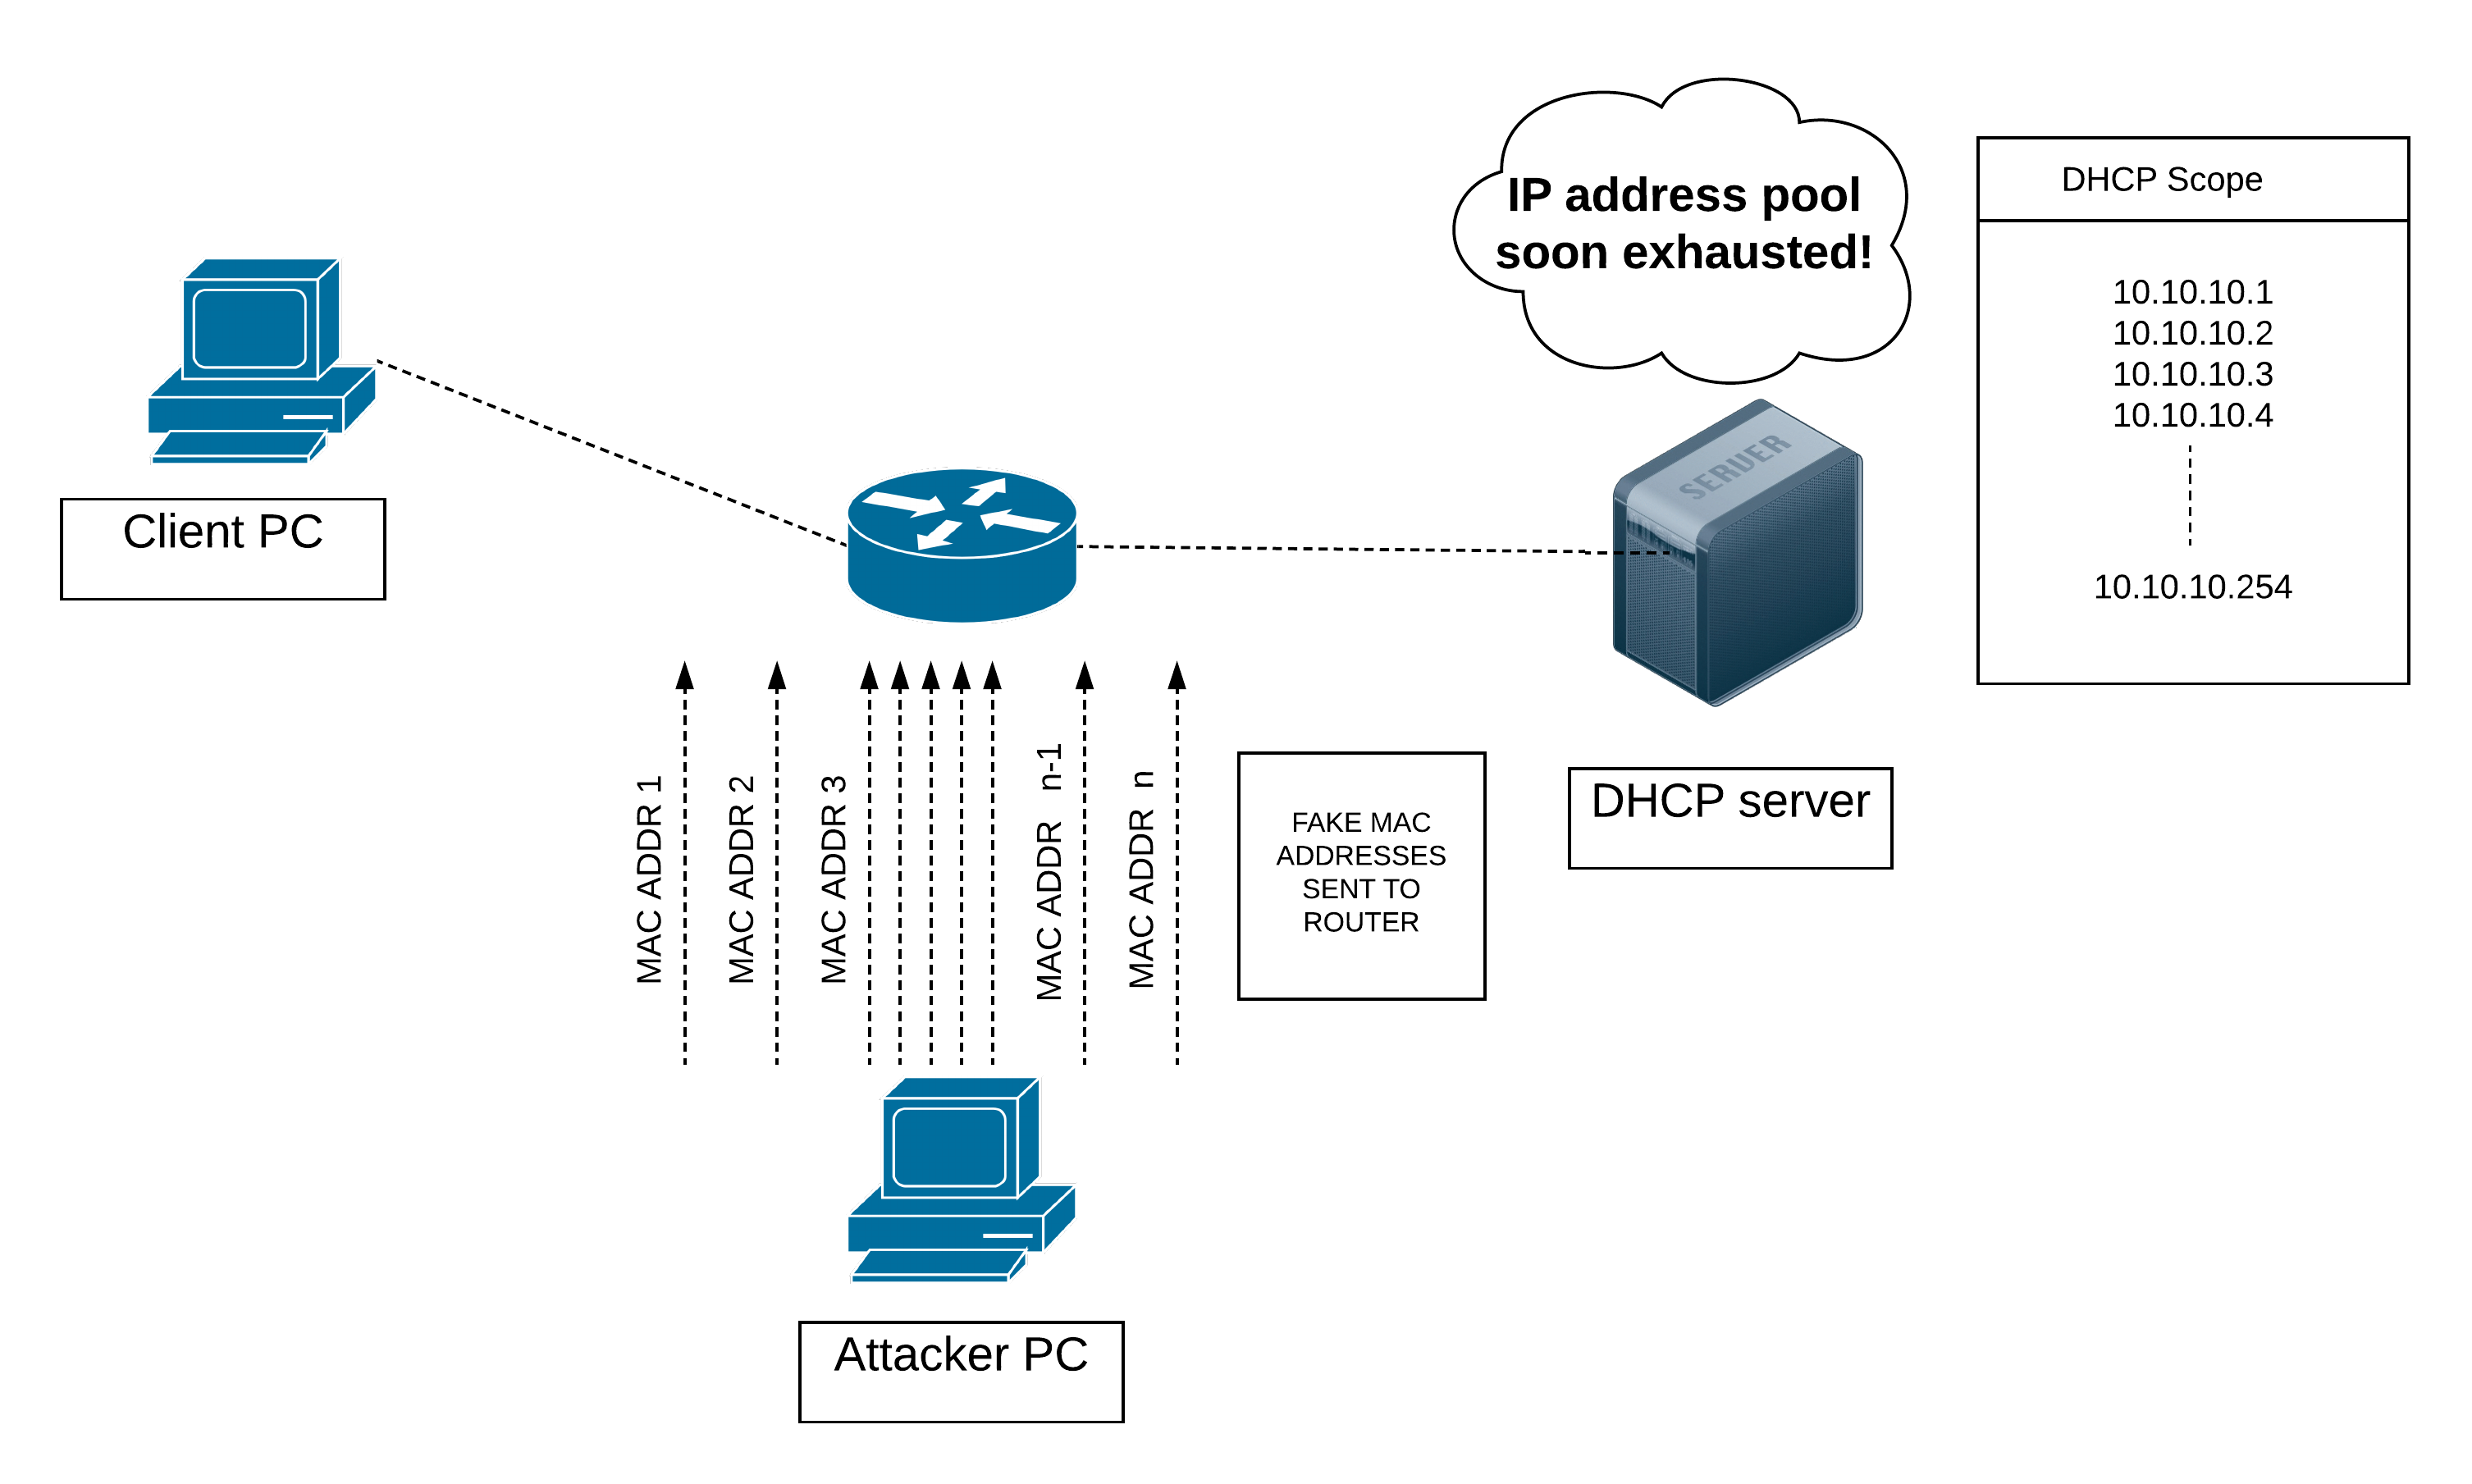 IP address pool
soon exhausted!
DHCP Scope
10.10.10.1
10.10.10.2
10.10.10.3
10.10.10.4
10.10.10.254
Client PC
SERVER
MAC ADDR 1
MAC ADDR 2
MAC ADDR 3
MAC ADDR n-1
MAC ADDR n
FAKE MAC
ADDRESSES
SENT TO
ROUTER
DHCP server
Attacker PC